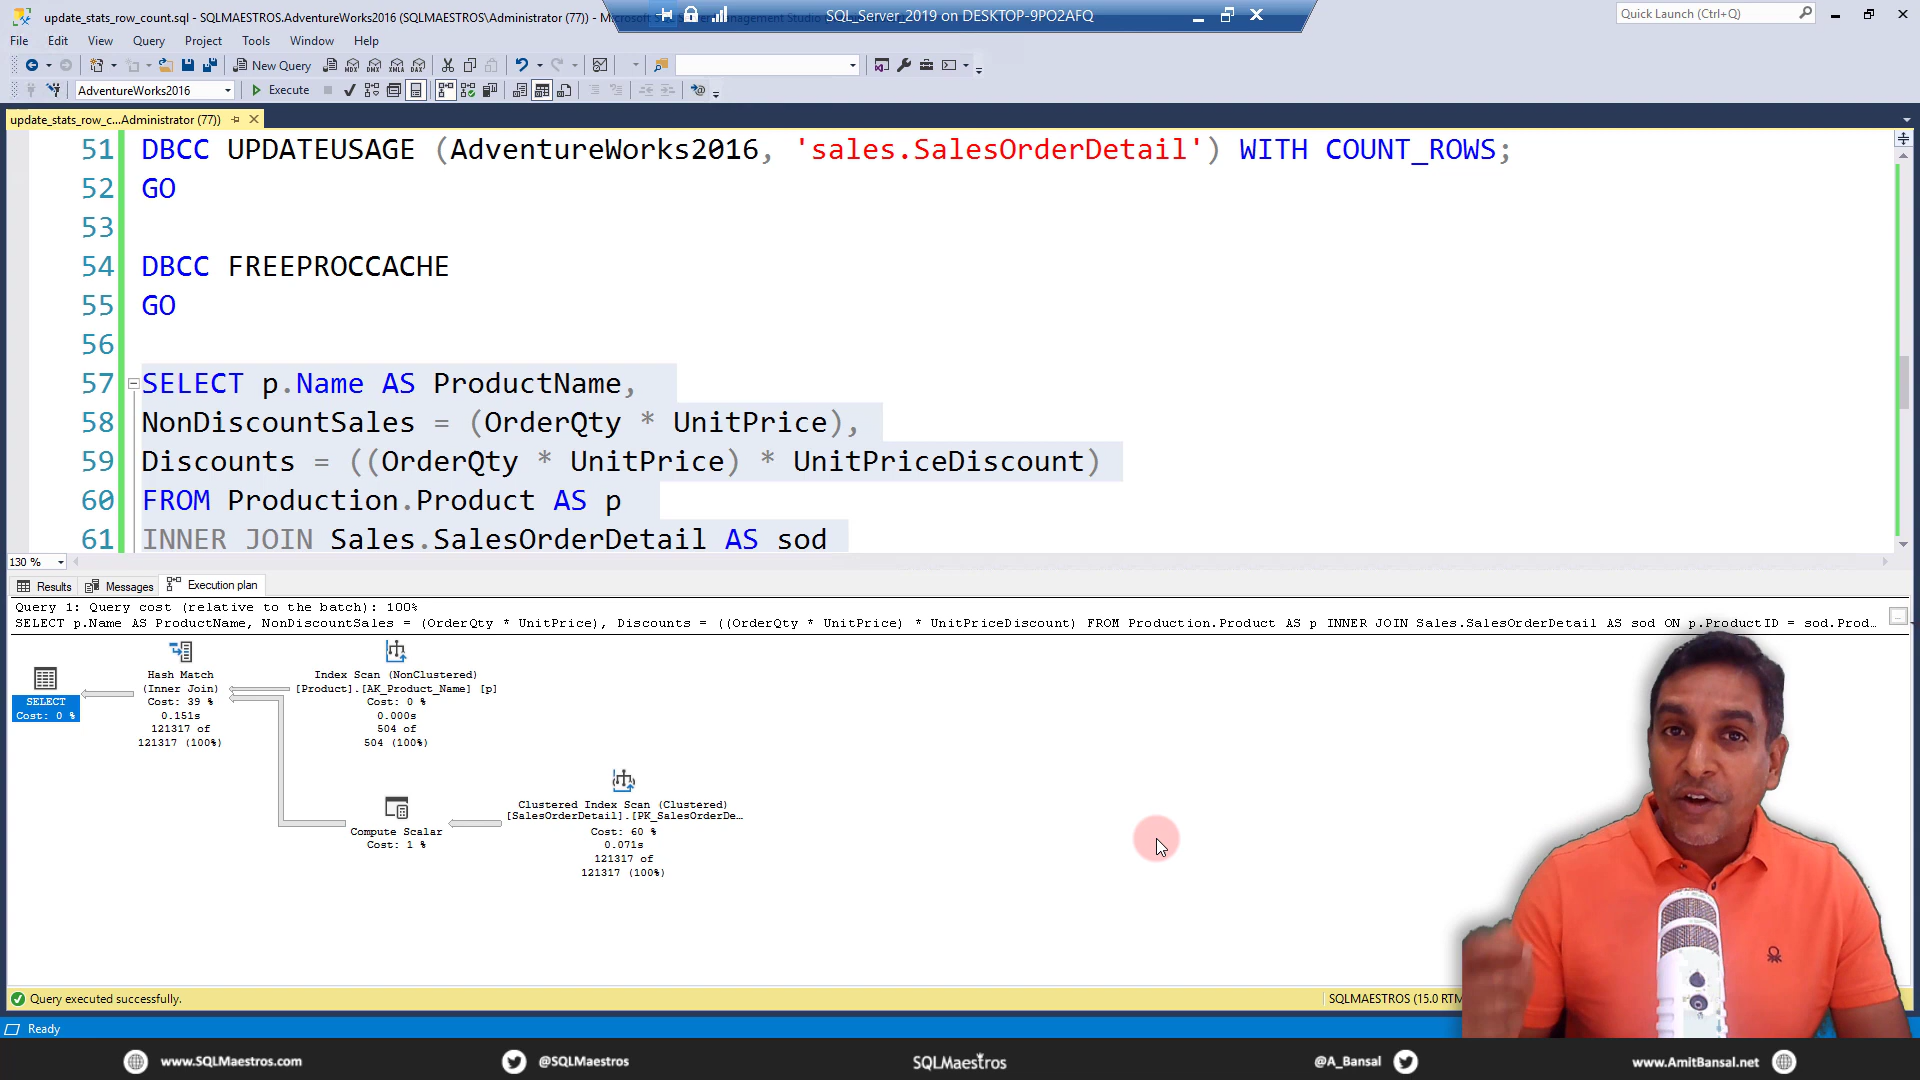 update_stats_row_count.sql - SQLMAESTROS.AdventureWorks2016 (SQLMAESTROS\Administrator (77)) - M
SQL_Server_2019 on DESKTOP-9PO2AFQ
Quick Launch (Ctrl+Q)
File Edit View Query Project Tools Window Help
New Query
MDX DMX XMLA DAX
AdventureWorks2016 Execute
update_stats_row_c...Administrator (77))
51 DBCC UPDATEUSAGE (AdventureWorks2016, 'sales.SalesOrderDetail') WITH COUNT_ROWS;
52 GO
53
54 DBCC FREEPROCCACHE
55 GO
56
57 SELECT p.Name AS ProductName,
58 NonDiscountSales = (OrderQty * UnitPrice),
59 Discounts = ((OrderQty * UnitPrice) * UnitPriceDiscount)
60 FROM Production.Product AS p
61 INNER JOIN Sales.SalesOrderDetail AS sod
130 %
Results Messages Execution plan
Query 1: Query cost (relative to the batch): 100%
SELECT p.Name AS ProductName, NonDiscountSales = (OrderQty * UnitPrice), Discounts = ((OrderQty * UnitPrice) * UnitPriceDiscount) FROM Production.Product AS p INNER JOIN Sales.SalesOrderDetail AS sod ON p.ProductID = sod.Prod...
SELECT
Cost: 0 %
Hash Match
(Inner Join)
Cost: 39 %
0.151s
121317 of
121317 (100%)
Index Scan (NonClustered)
[Product].[AK_Product_Name] [p]
Cost: 0 %
0.000s
504 of
504 (100%)
Compute Scalar
Cost: 1 %
Clustered Index Scan (Clustered)
[SalesOrderDetail].[PK_SalesOrderDe...
Cost: 60 %
0.071s
121317 of
121317 (100%)
Query executed successfully.
SQLMAESTROS (15.0 RTM
Ready
www.SQLMaestros.com
@SQLMaestros
SQLMaestros
@A_Bansal
www.AmitBansal.net